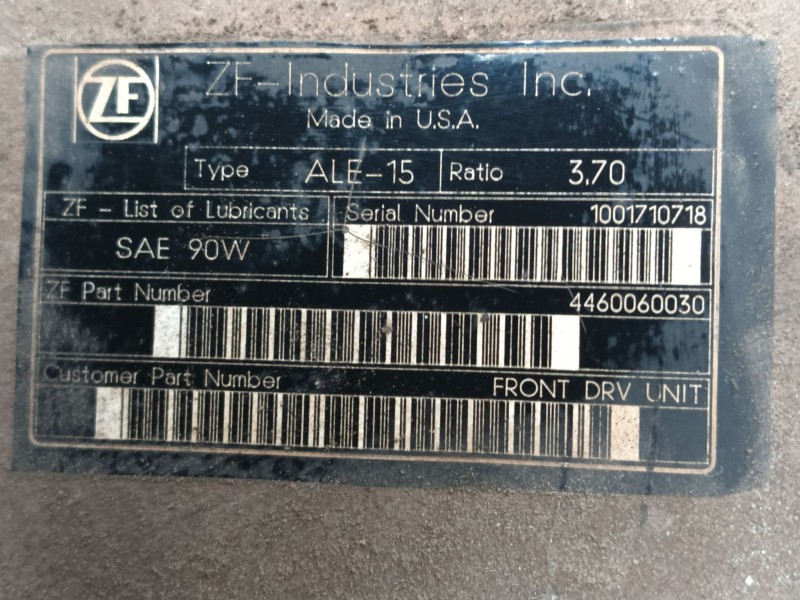 ZF ZF-Industries Inc.
Made in U.S.A.
Type ALE-15 Ratio 3.70
ZF - List of Lubricants Serial Number 1001710718
SAE 90W
ZF Part Number 4460060030
Customer Part Number FRONT DRV UNIT